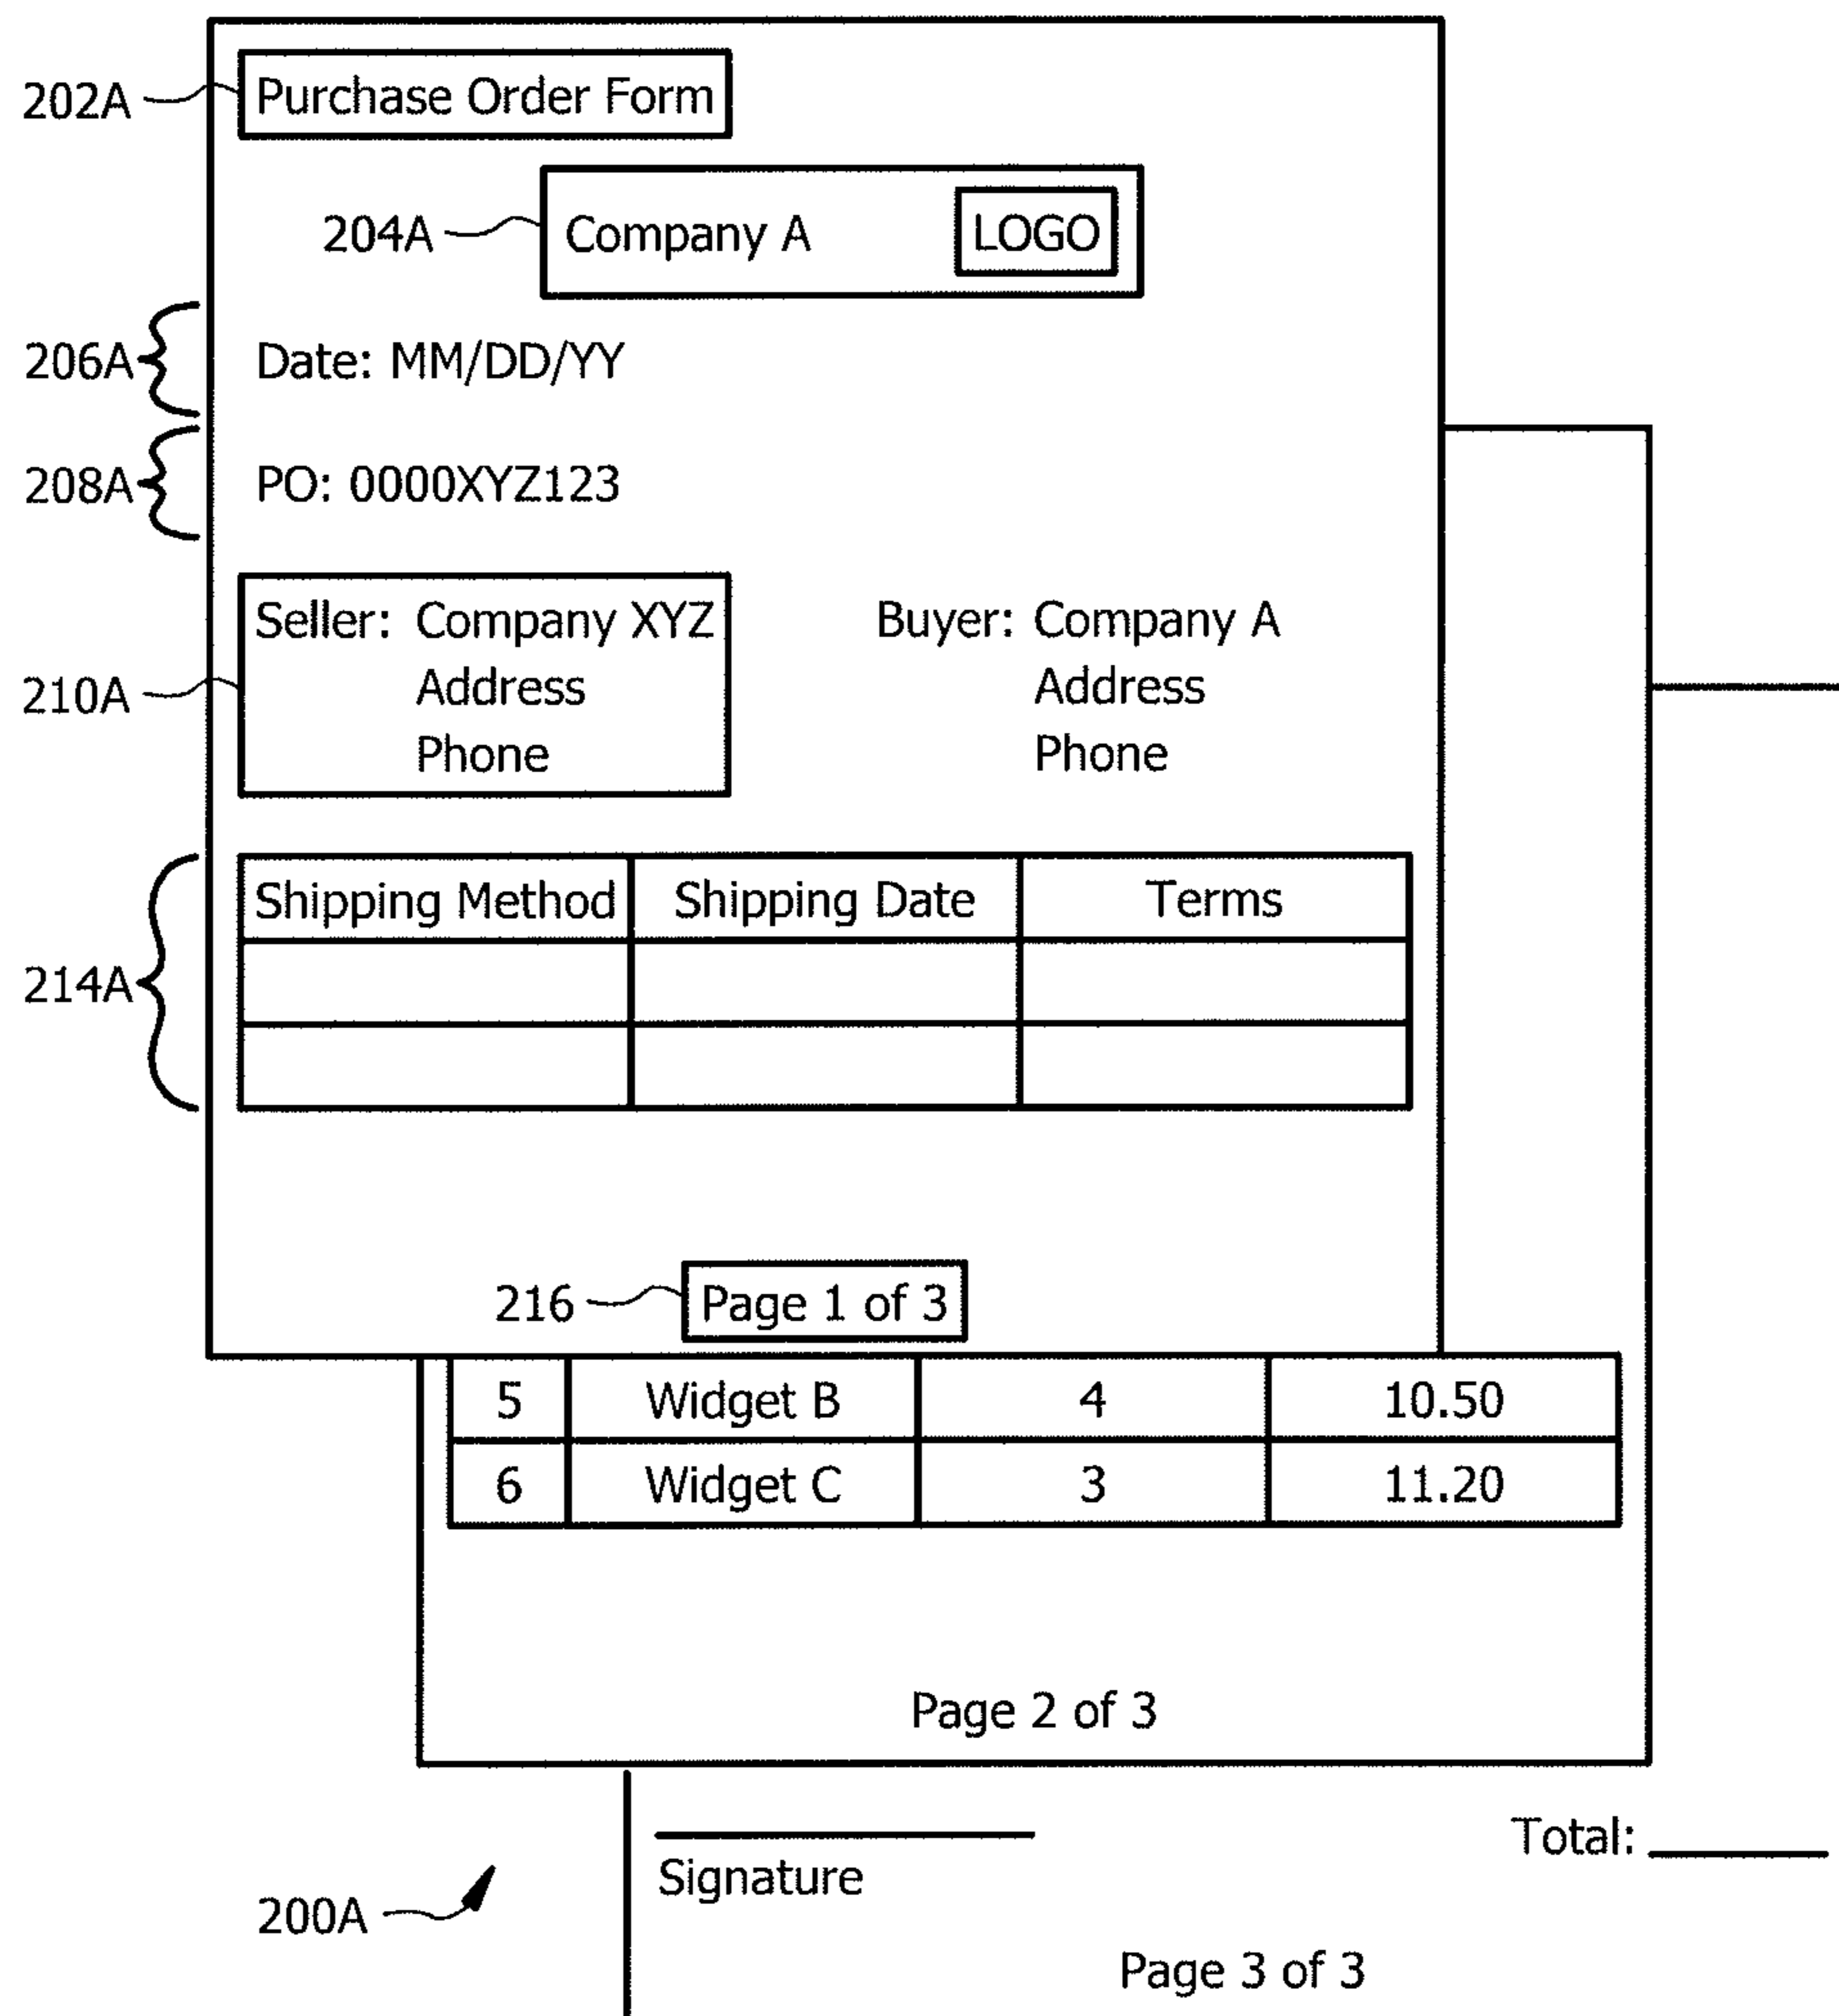 202A Purchase Order Form
204A Company A LOGO
206A Date: MM/DD/YY
208A PO: 0000XYZ123
Seller: Company XYZ Buyer: Company A
210A Address Address
Phone Phone
Shipping Method Shipping Date Terms
214A
216 Page 1 of 3
5 Widget B 4 10.50
6 Widget C 3 11.20
Page 2 of 3
Total:
Signature
200A
Page 3 of 3